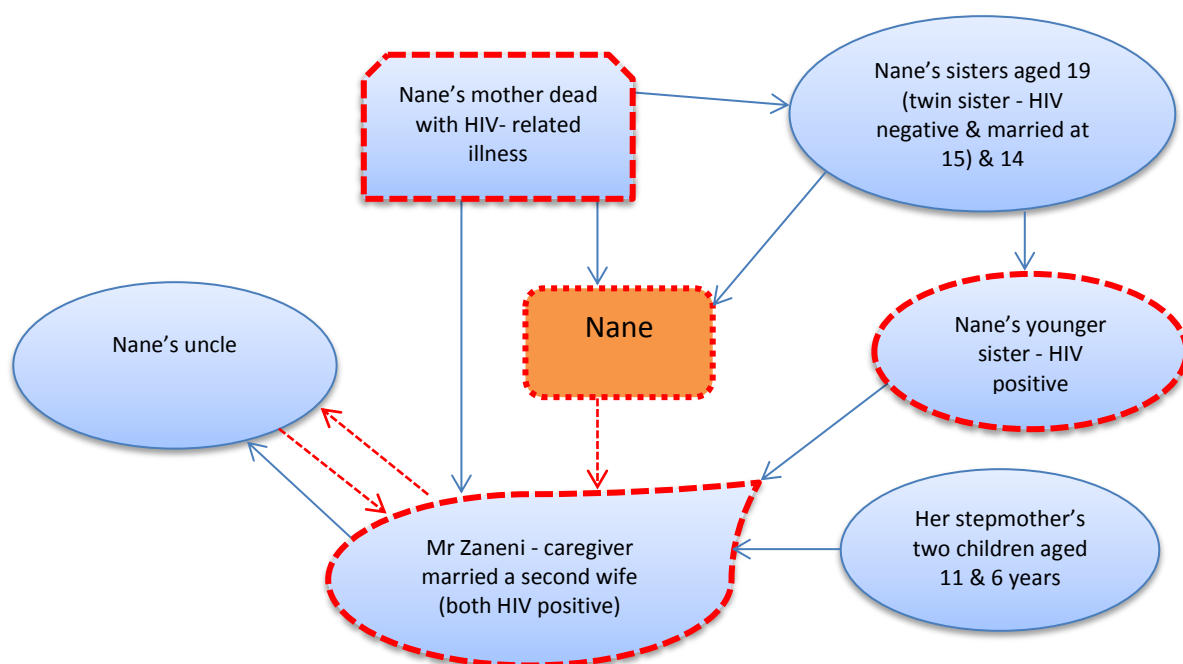 Nane’s mother dead
with HIV- related
illness
Nane’s sisters aged 19
(twin sister - HIV
negative & married at
15) & 14
Nane
Nane’s uncle
Nane’s younger
sister - HIV
positive
Mr Zaneni - caregiver
married a second wife
(both HIV positive)
Her stepmother’s
two children aged
11 & 6 years